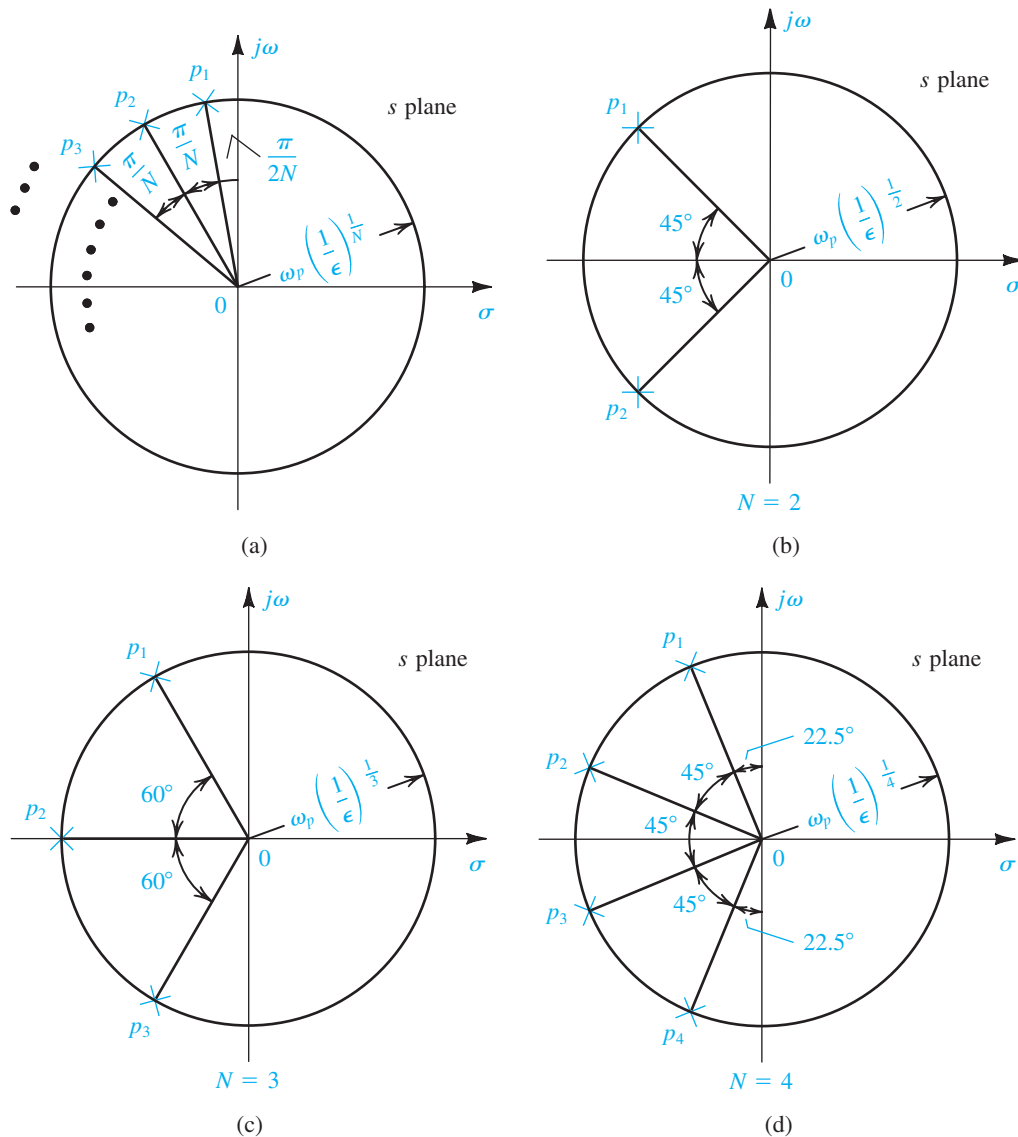 jω
s plane
p₁
p₂
p₃
π/N
π/N
π/2N
ωₚ(1/ϵ)^(1/N)
0
σ
(a)
jω
s plane
p₁
45°
45°
ωₚ(1/ϵ)^(1/2)
0
σ
p₂
N = 2
(b)
jω
s plane
p₁
60°
p₂
60°
ωₚ(1/ϵ)^(1/3)
0
σ
p₃
N = 3
(c)
jω
s plane
p₁
22.5°
p₂
45°
45°
45°
ωₚ(1/ϵ)^(1/4)
0
σ
p₃
22.5°
p₄
N = 4
(d)